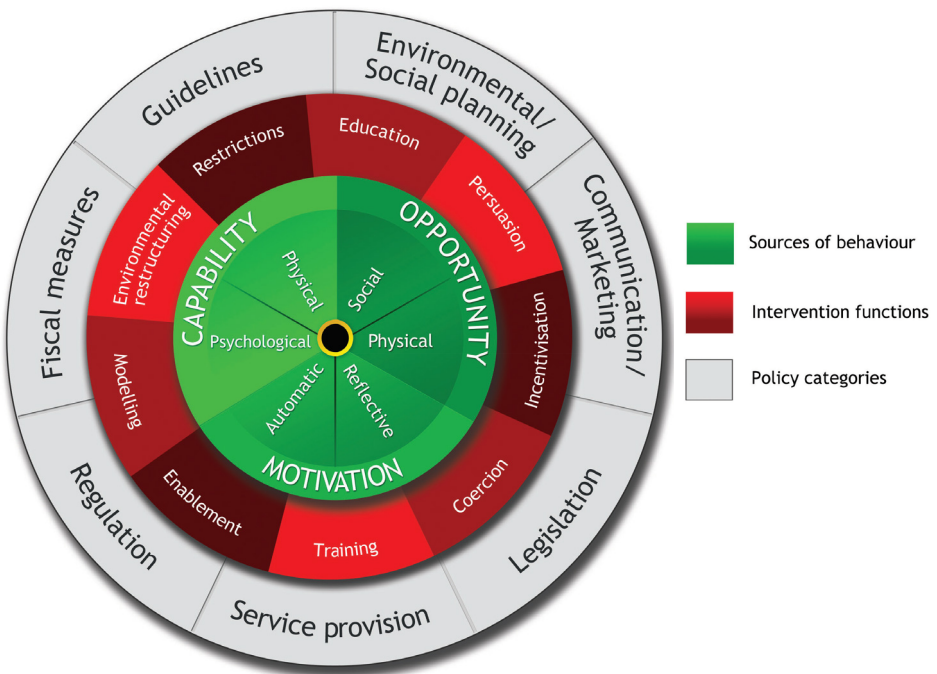 Guidelines
Environmental/
Social planning
Communication/
Marketing
Legislation
Service provision
Regulation
Fiscal measures
Restrictions
Education
Persuasion
Incentivisation
Coercion
Training
Enablement
Modelling
Environmental
restructuring
CAPABILITY
OPPORTUNITY
MOTIVATION
Physical
Social
Psychological
Physical
Automatic
Reflective
Sources of behaviour
Intervention functions
Policy categories